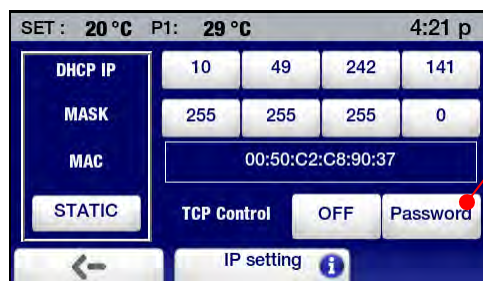 SET : 20 °C P1: 29 °C 4:21 p
DHCP IP 10 49 242 141
MASK 255 255 255 0
MAC 00:50:C2:C8:90:37
STATIC TCP Control OFF Password
IP setting i